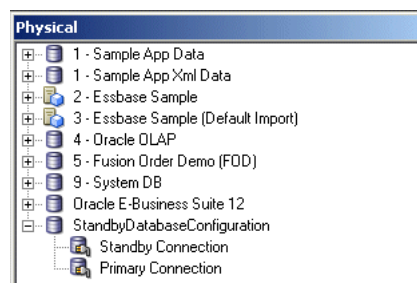 Physical
1 - Sample App Data
1 - Sample App Xml Data
2 - Essbase Sample
3 - Essbase Sample (Default Import)
4 - Oracle OLAP
5 - Fusion Order Demo (FOD)
9 - System DB
Oracle E-Business Suite 12
StandbyDatabaseConfiguration
Standby Connection
Primary Connection